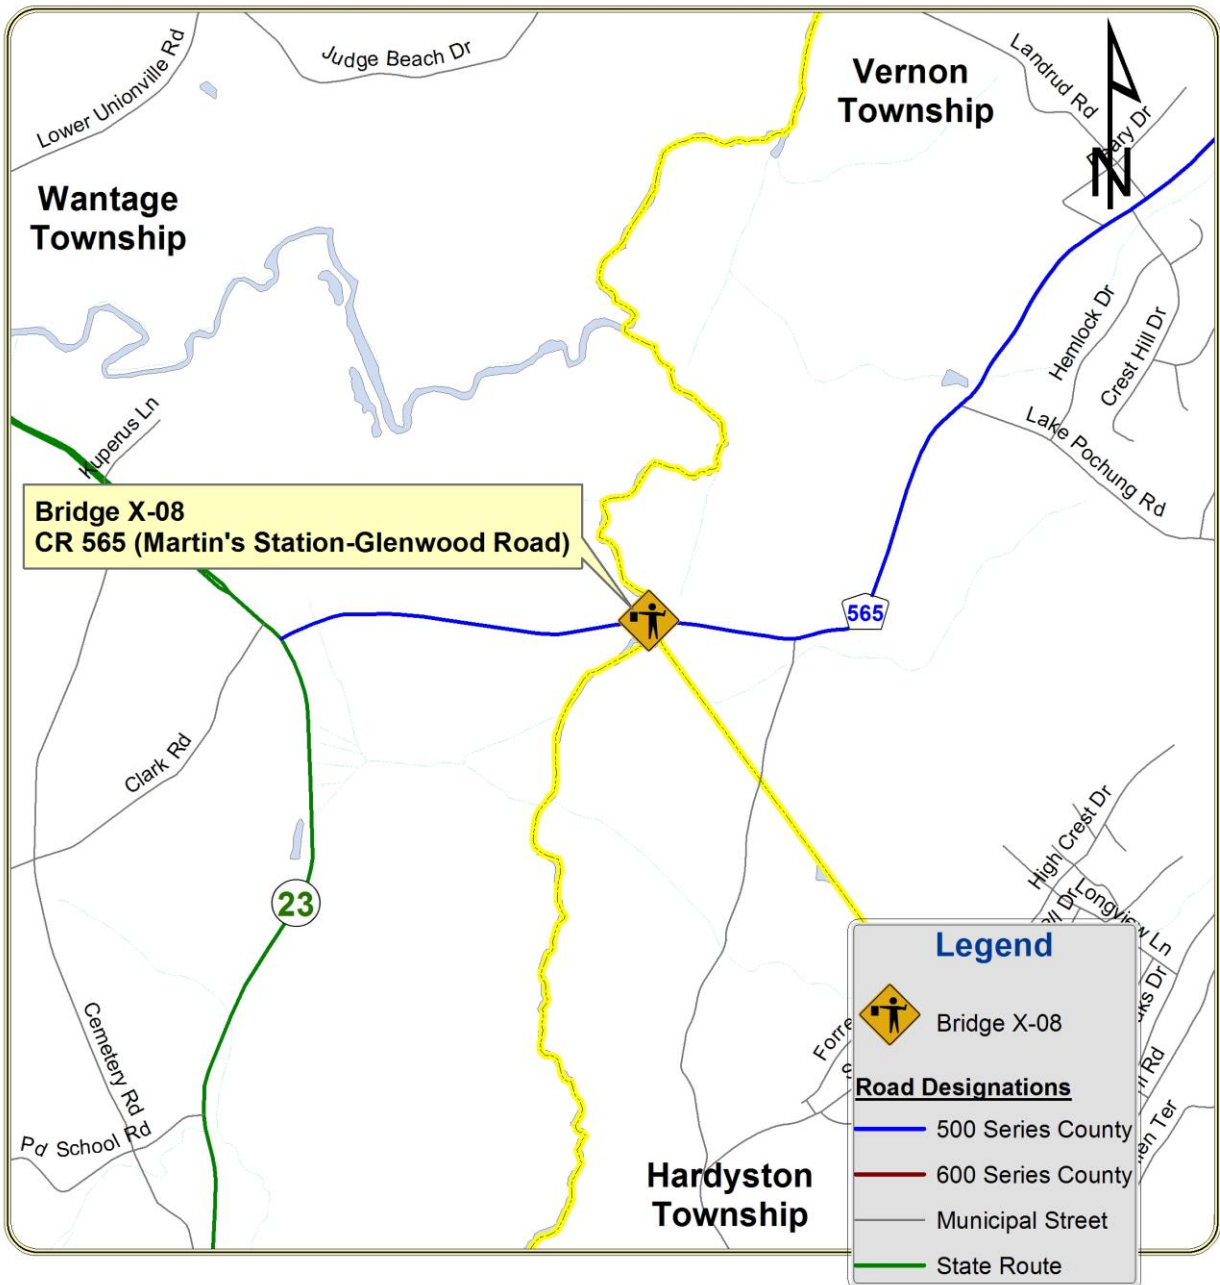 Lower Unionville Rd
Judge Beach Dr
Vernon
Township
Landrud Rd
N
Wantage
Township
Hemlock Dr
Crest Hill Dr
Kuperus Ln
Lake Pochung Rd
Bridge X-08
CR 565 (Martin's Station-Glenwood Road)
565
Clark Rd
High Crest Dr
Longview Ln
23
Legend
Bridge X-08
Road Designations
500 Series County
600 Series County
Municipal Street
State Route
Cemetery Rd
Pd School Rd
Hardyston
Township